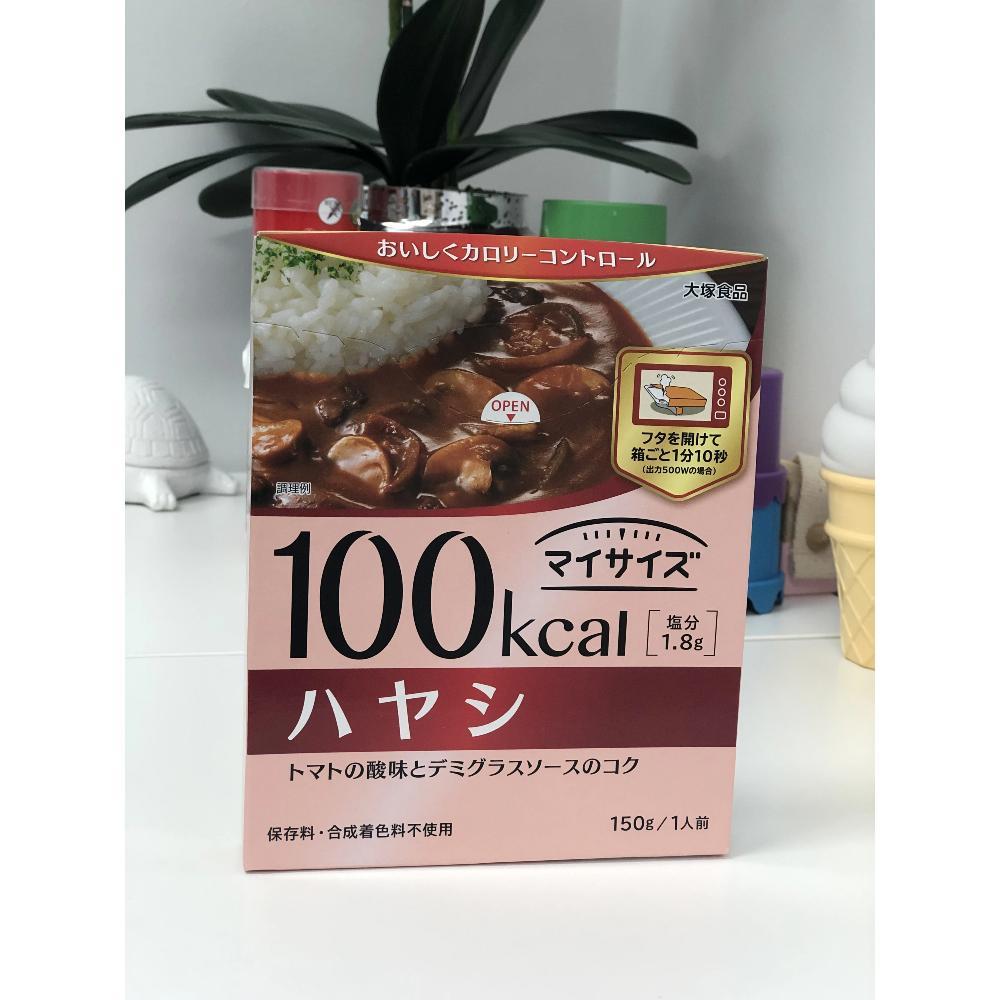 おいしくカロリーコントロール
大塚食品
OPEN
フタを開けて
箱ごと1分10秒
(出力500Wの場合)
調理例
マイサイズ
100kcal
塩分
1.8g
ハヤシ
トマトの酸味とデミグラスソースのコク
保存料・合成着色料不使用
150g/1人前